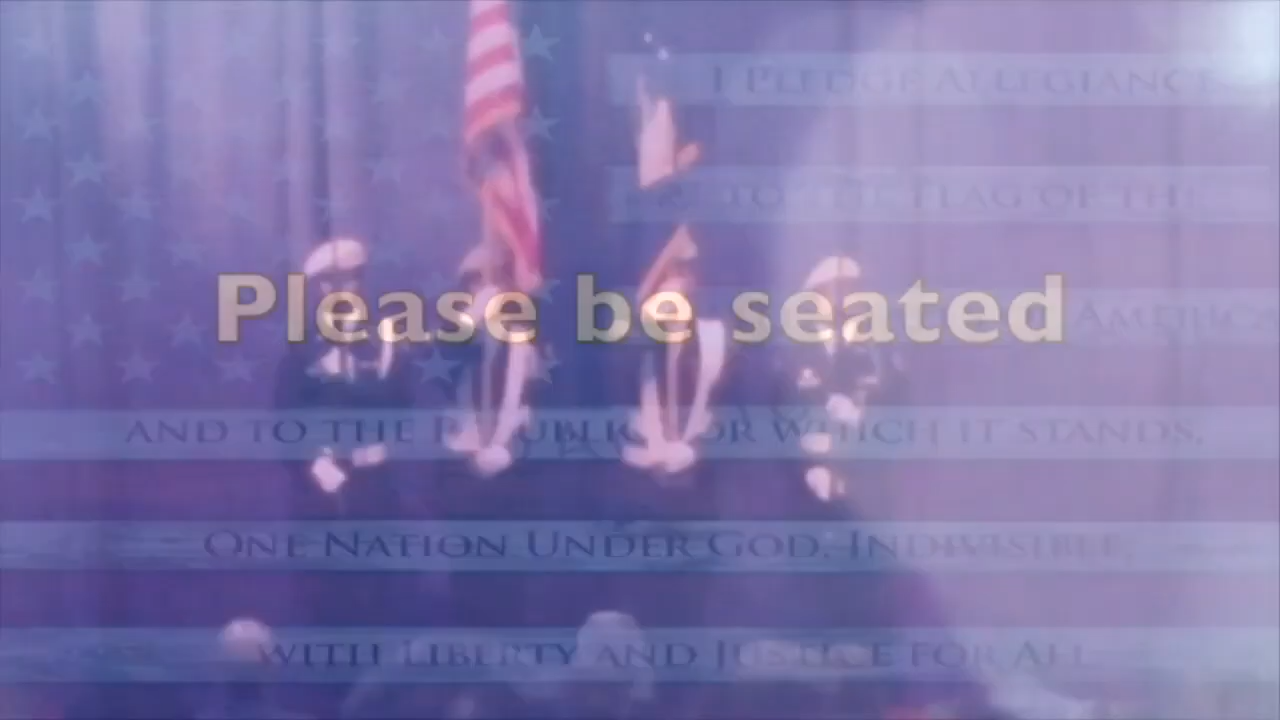 I PLEDGE ALLEGIANCE
TO THE FLAG OF THE
AMERICA
Please be seated
AND TO THE REPUBLIC FOR WHICH IT STANDS,
ONE NATION UNDER GOD, INDIVISIBLE,
WITH LIBERTY AND JUSTICE FOR ALL